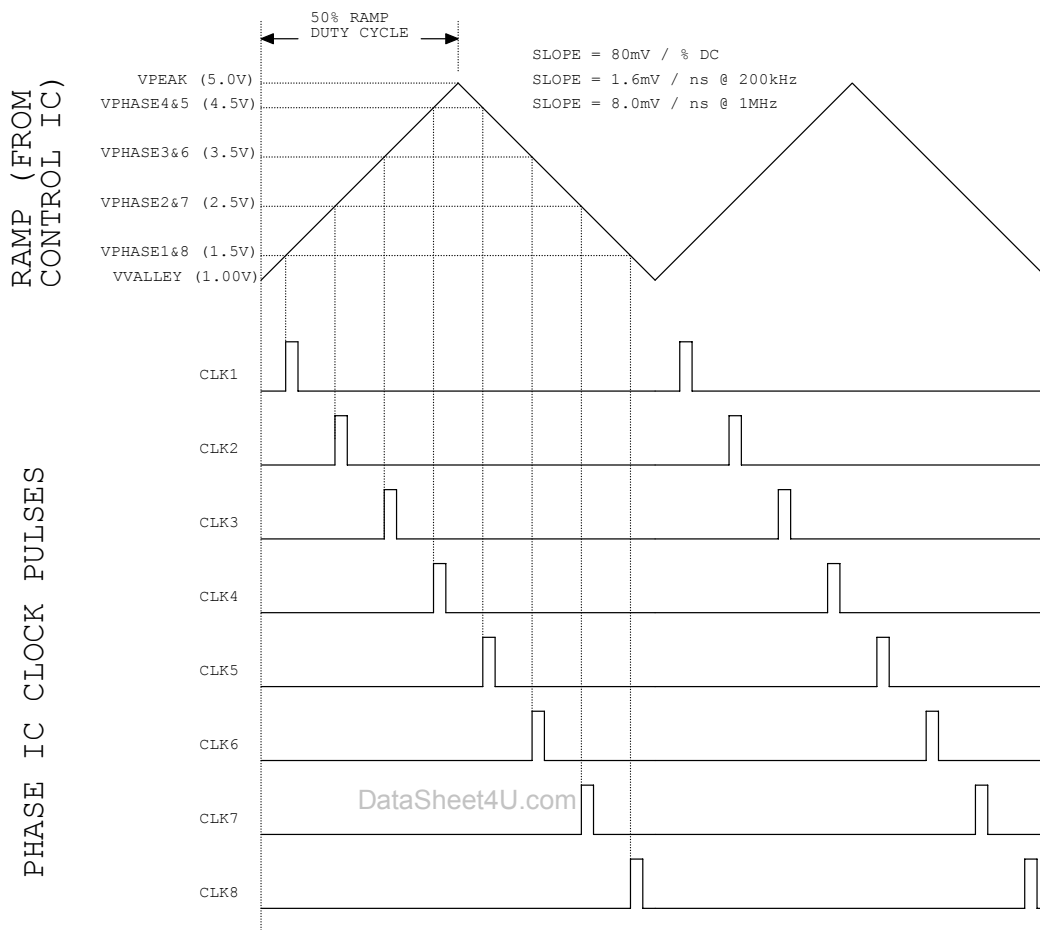 50% RAMP
DUTY CYCLE
SLOPE = 80mV / % DC
SLOPE = 1.6mV / ns @ 200kHz
SLOPE = 8.0mV / ns @ 1MHz
RAMP (FROM
CONTROL IC)
VPEAK (5.0V)
VPHASE4&5 (4.5V)
VPHASE3&6 (3.5V)
VPHASE2&7 (2.5V)
VPHASE1&8 (1.5V)
VVALLEY (1.00V)
PHASE IC CLOCK PULSES
CLK1
CLK2
CLK3
CLK4
CLK5
CLK6
DataSheet4U.com
CLK7
CLK8